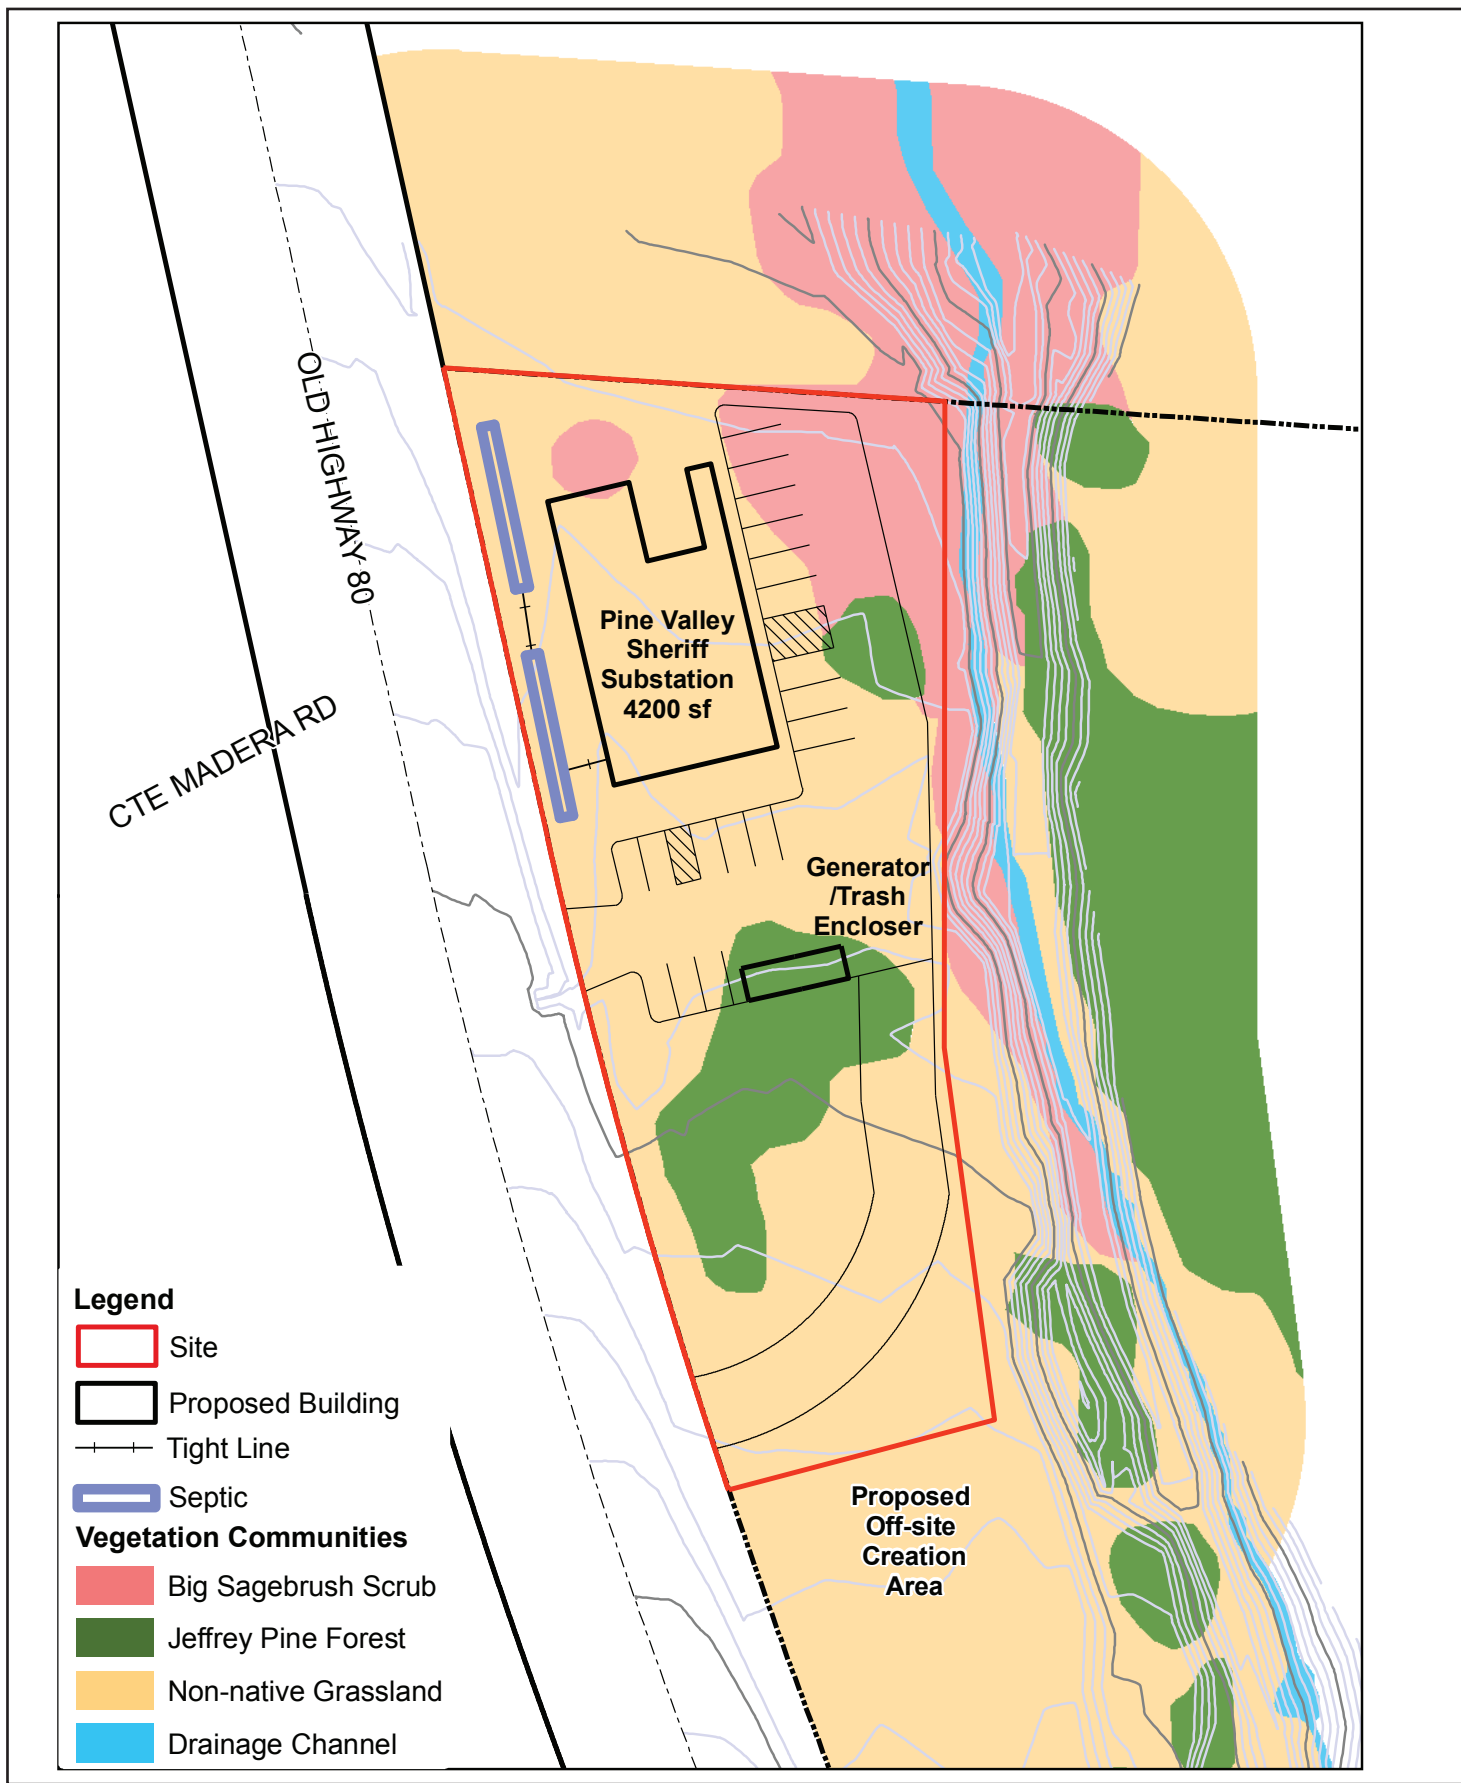 OLD HIGHWAY 80
CTE MADERA RD
Pine Valley
Sheriff
Substation
4200 sf
Generator
/Trash
Encloser
Proposed
Off-site
Creation
Area
Legend
Site
Proposed Building
Tight Line
Septic
Vegetation Communities
Big Sagebrush Scrub
Jeffrey Pine Forest
Non-native Grassland
Drainage Channel